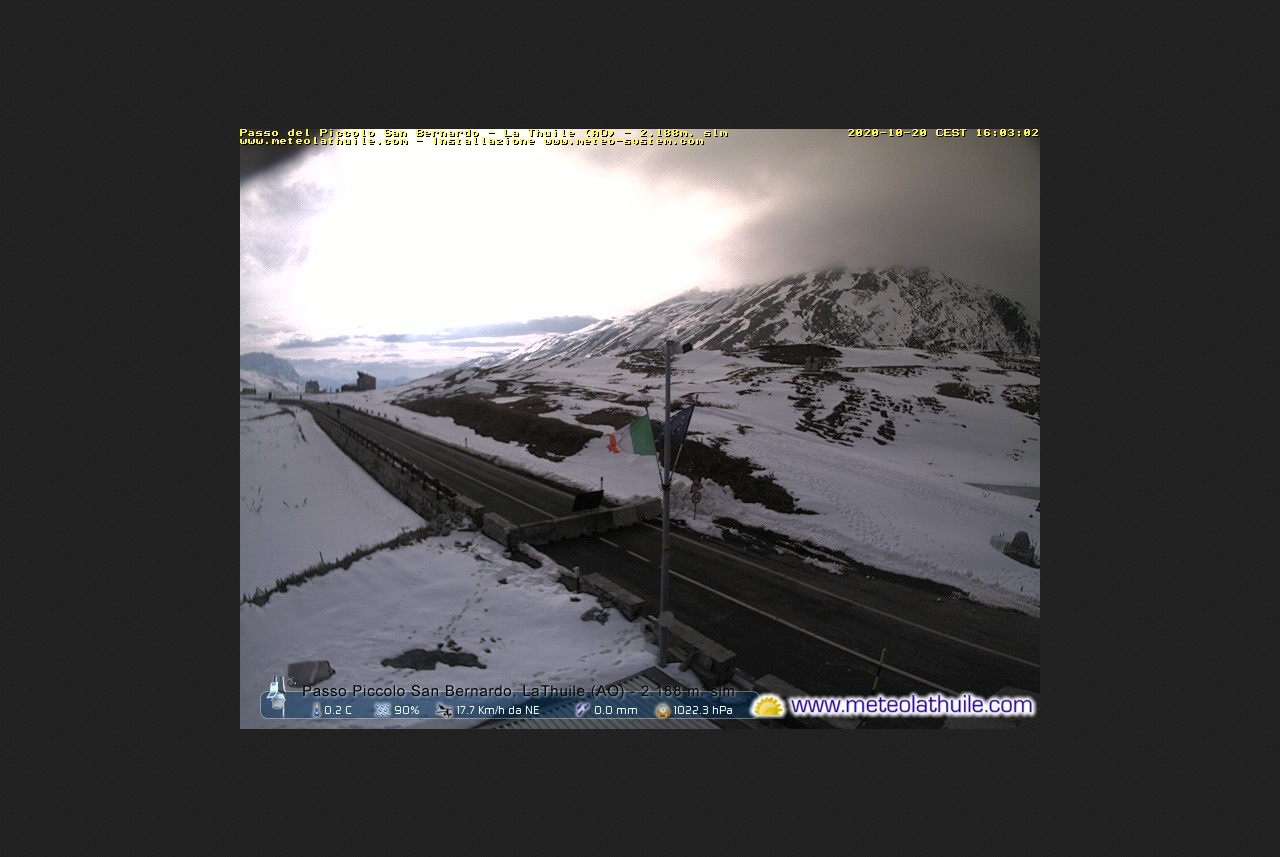 Passo del Piccolo San Bernardo - La Thuile (AO) - 2.188m. slm 2020-10-20 CEST 16:03:02
www.meteolathuile.com - Installazione www.meteo-system.com
Passo Piccolo San Bernardo, LaThuile (AO) - 2.188 m. slm
0.2 C 90% 17.7 Km/h da NE 0.0 mm 1022.3 hPa www.meteolathuile.com